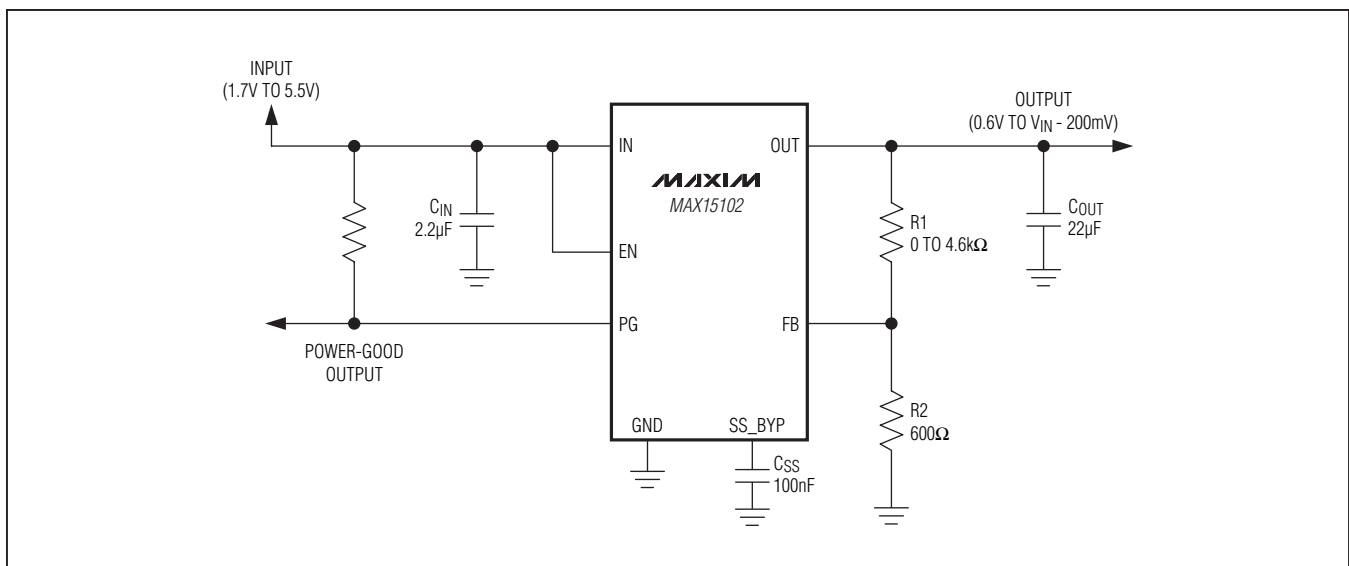 INPUT
(1.7V TO 5.5V)
OUTPUT
(0.6V TO VIN - 200mV)
IN
OUT
MAXIM
MAX15102
CIN
2.2µF
R1
0 TO 4.6kΩ
COUT
22µF
EN
PG
FB
POWER-GOOD
OUTPUT
R2
600Ω
GND
SS_BYP
CSS
100nF